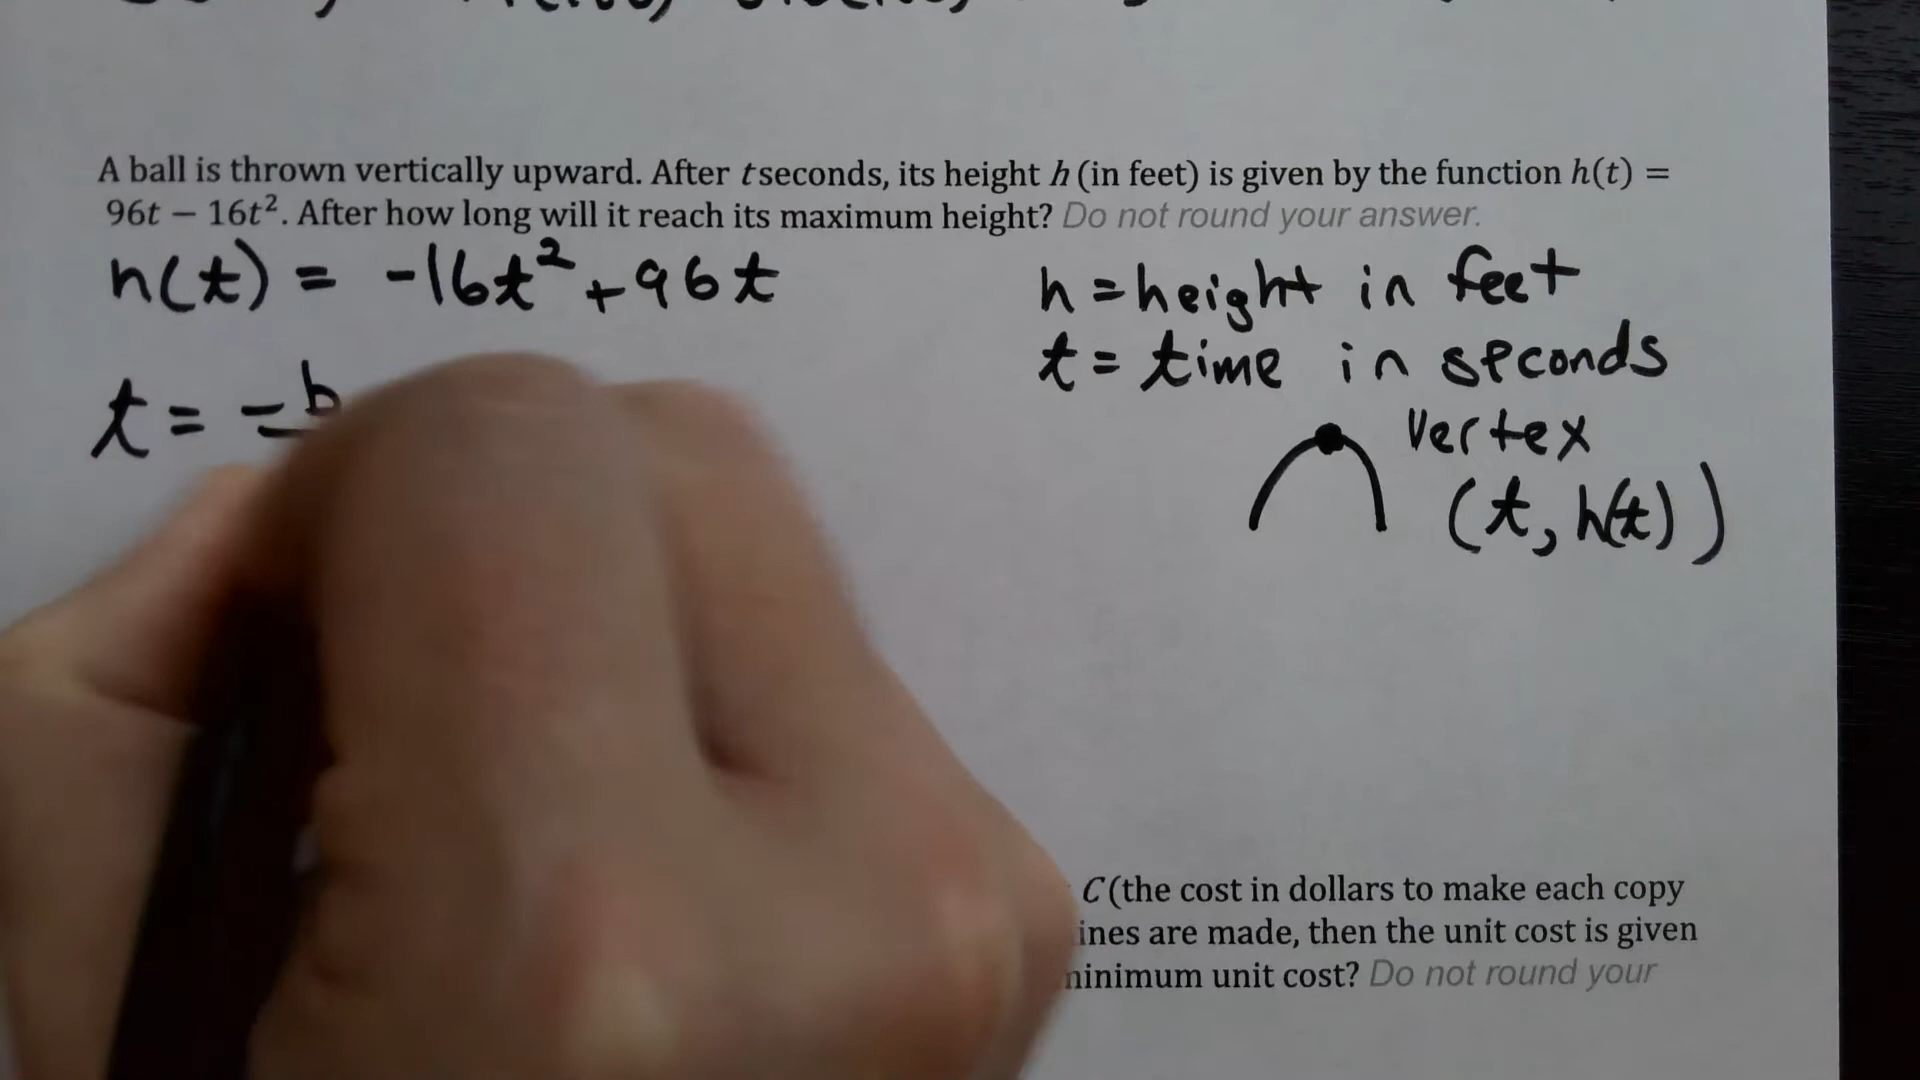 A ball is thrown vertically upward. After t seconds, its height h (in feet) is given by the function h(t) =
96t − 16t². After how long will it reach its maximum height? Do not round your answer.
h(t) = -16t² + 96t
h = height in feet
t = time in seconds
t = -b
vertex
(t, h(t))
C (the cost in dollars to make each copy
are made, then the unit cost is given
unit cost? Do not round your